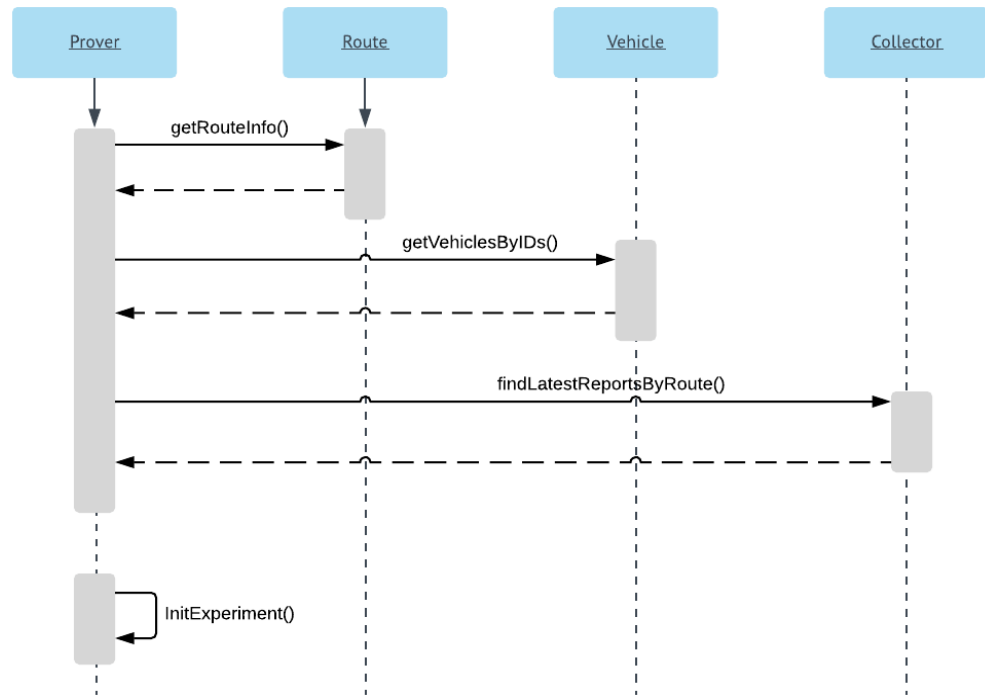 Prover
Route
Vehicle
Collector
getRouteInfo()
getVehiclesByIDs()
findLatestReportsByRoute()
InitExperiment()